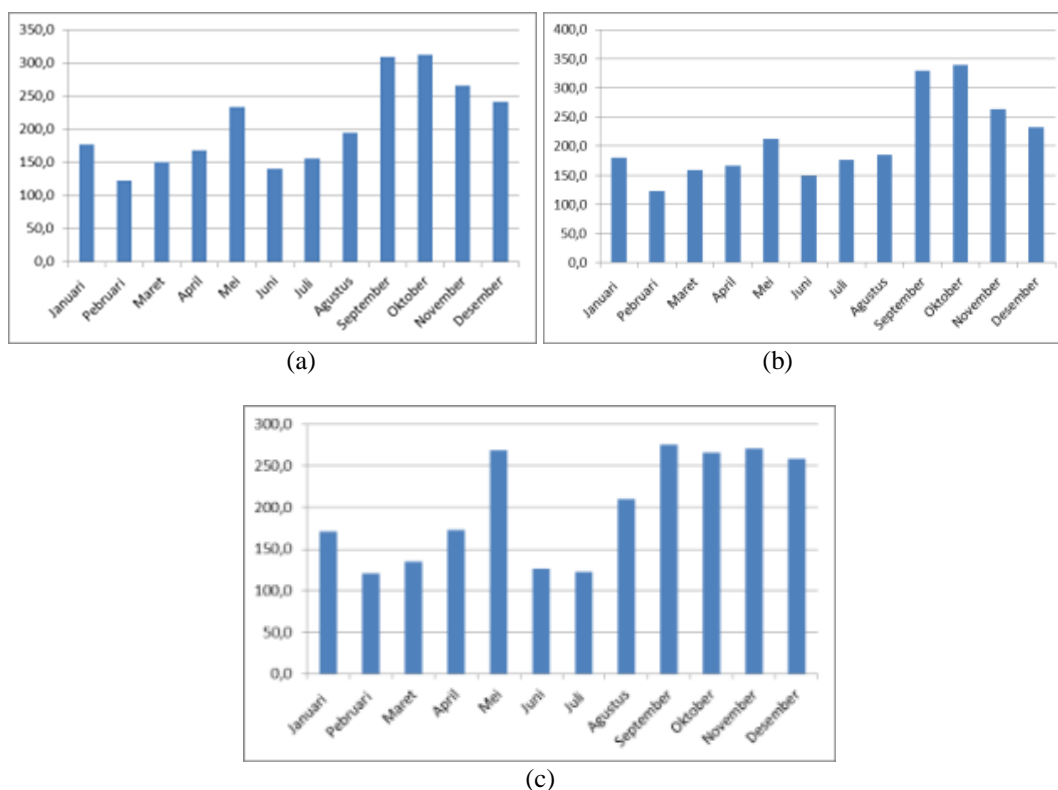 350,0
300,0
250,0
200,0
150,0
100,0
50,0
0,0
Januari
Pebruari
Maret
April
Mei
Juni
Juli
Agustus
September
Oktober
November
Desember
(a)
400,0
350,0
300,0
250,0
200,0
150,0
100,0
50,0
0,0
Januari
Pebruari
Maret
April
Mei
Juni
Juli
Agustus
September
Oktober
November
Desember
(b)
300,0
250,0
200,0
150,0
100,0
50,0
0,0
Januari
Pebruari
Maret
April
Mei
Juni
Juli
Agustus
September
Oktober
November
Desember
(c)